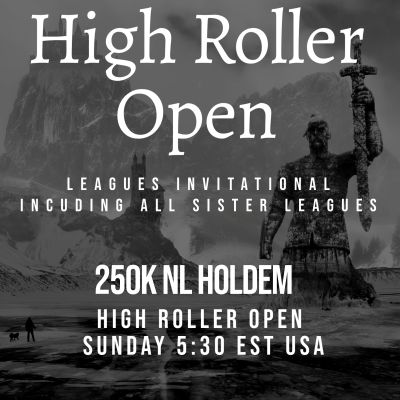 High Roller
Open
LEAGUES INVITATIONAL
INCUDING ALL SISTER LEAGUES
250K NL HOLDEM
HIGH ROLLER OPEN
SUNDAY 5:30 EST USA